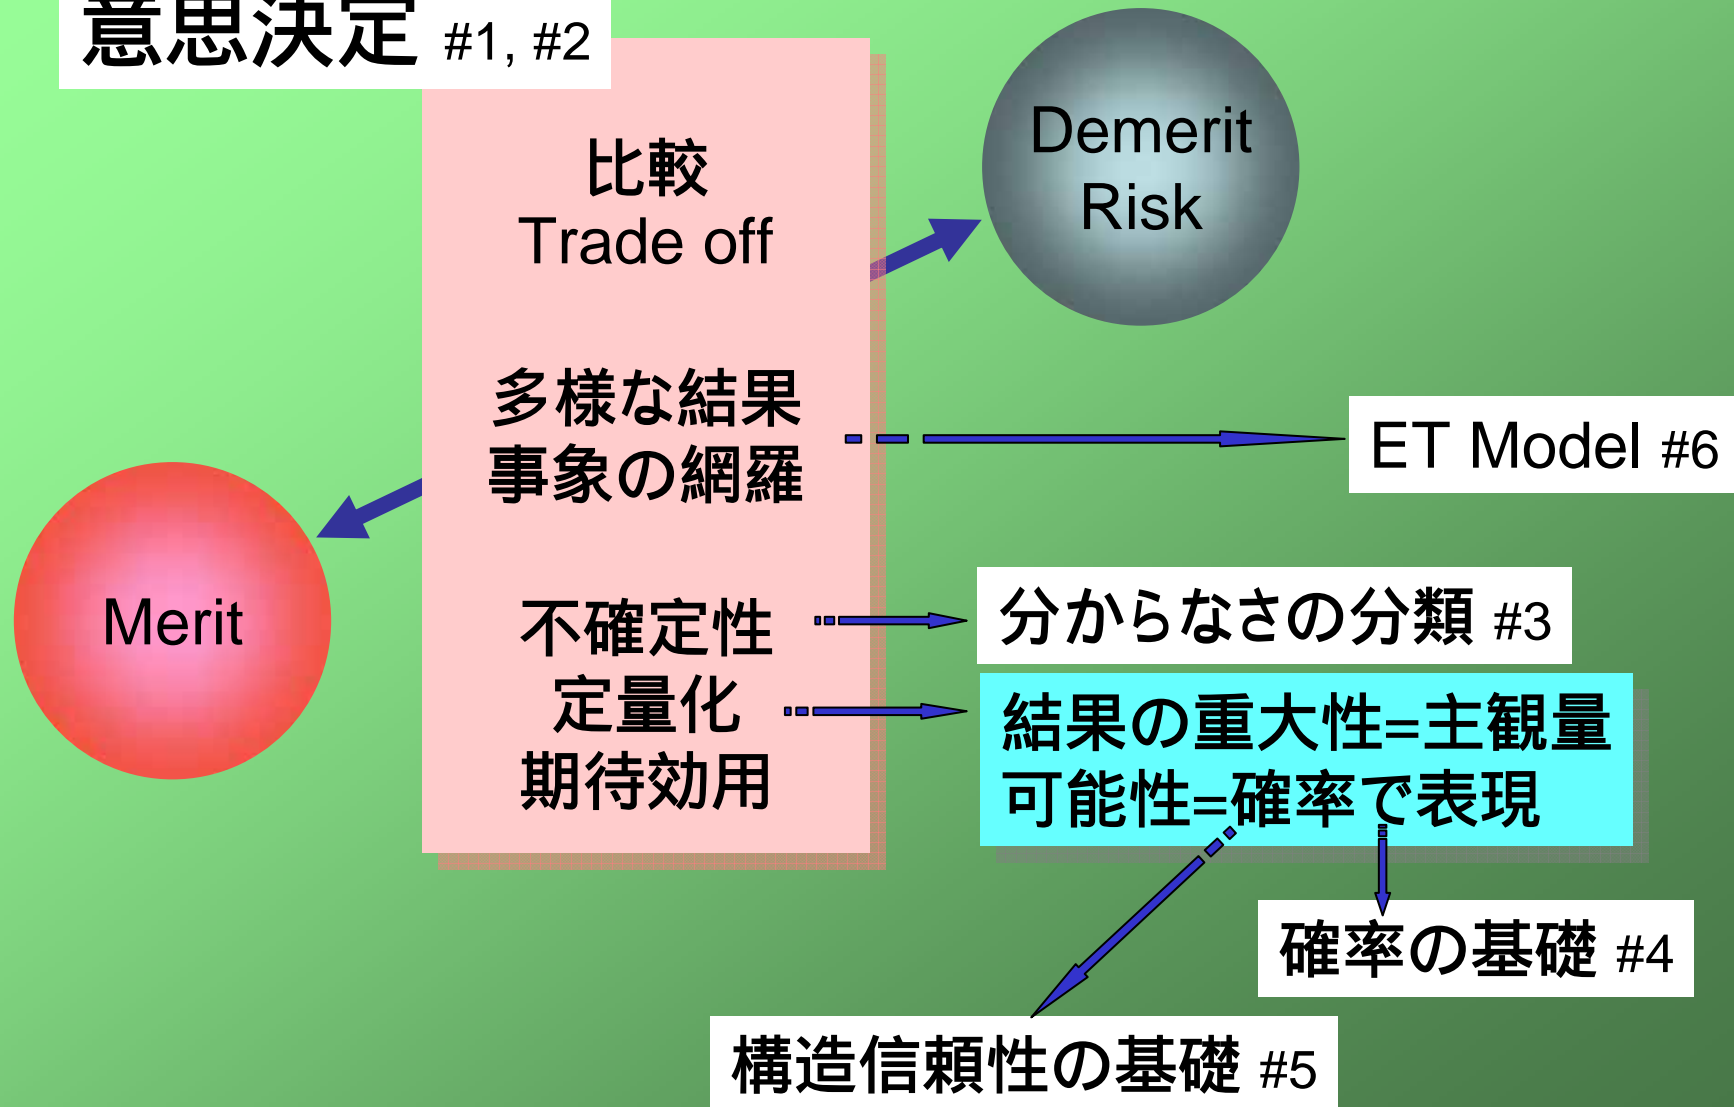 意思決定 #1, #2
比較
Trade off
多様な結果
事象の網羅
不確定性
定量化
期待効用
Demerit
Risk
Merit
ET Model #6
分からなさの分類 #3
結果の重大性=主観量
可能性=確率で表現
確率の基礎 #4
構造信頼性の基礎 #5